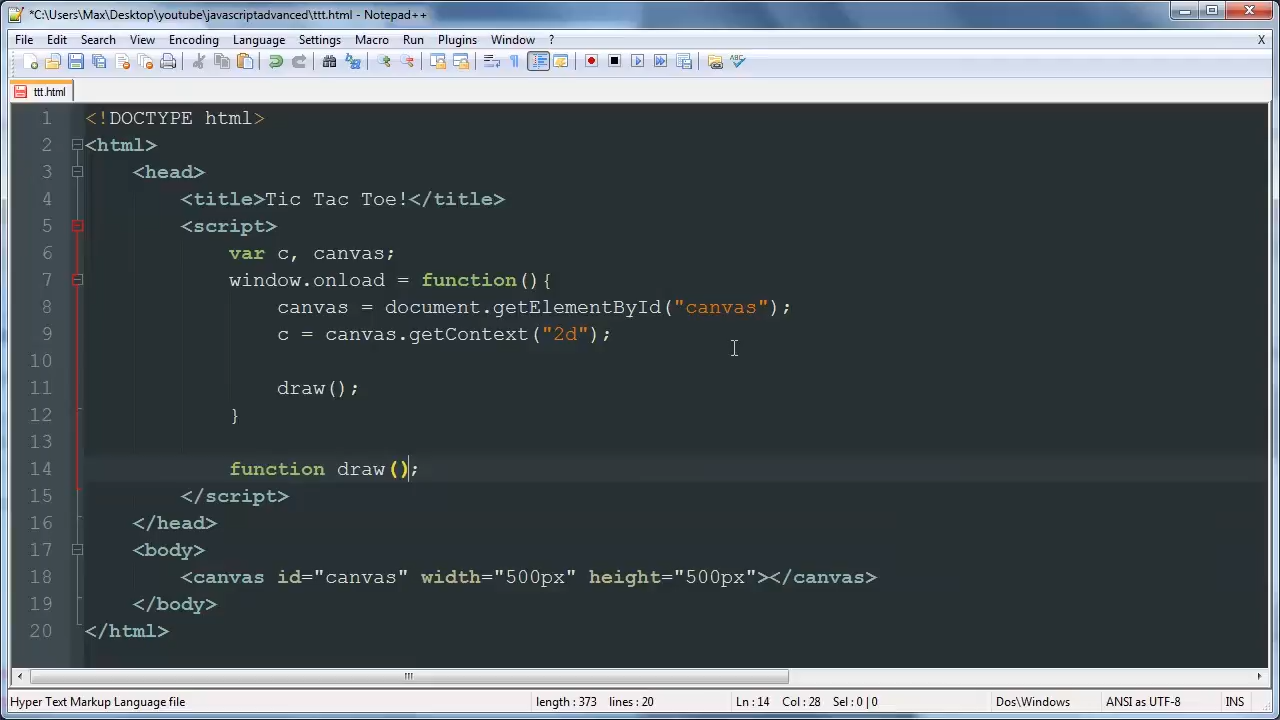 *C:\Users\Max\Desktop\youtube\javascriptadvanced\ttt.html - Notepad++
File Edit Search View Encoding Language Settings Macro Run Plugins Window ? X
ttt.html
1 <!DOCTYPE html>
2 <html>
3 <head>
4 <title>Tic Tac Toe!</title>
5 <script>
6 var c, canvas;
7 window.onload = function(){
8 canvas = document.getElementById("canvas");
9 c = canvas.getContext("2d");
10
11 draw();
12 }
13
14 function draw();
15 </script>
16 </head>
17 <body>
18 <canvas id="canvas" width="500px" height="500px"></canvas>
19 </body>
20 </html>
Hyper Text Markup Language file length : 373 lines : 20 Ln : 14 Col : 28 Sel : 0 | 0 Dos\Windows ANSI as UTF-8 INS